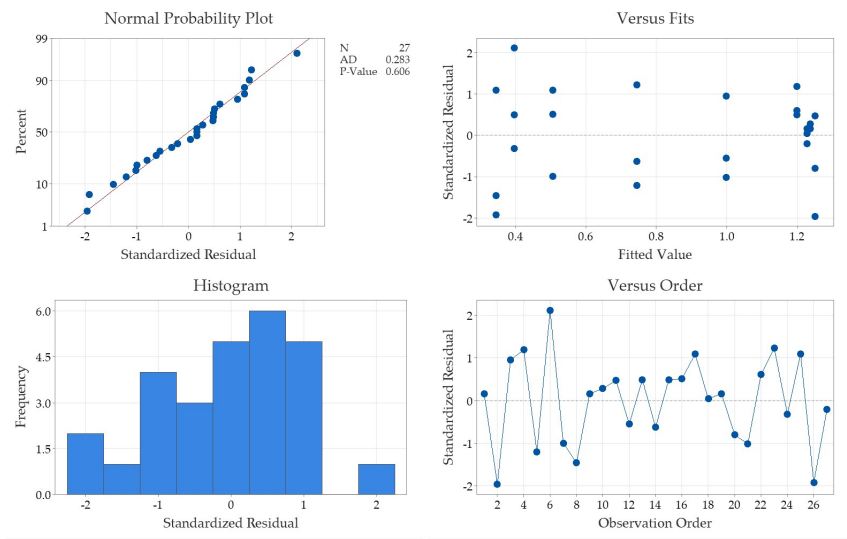 Normal Probability Plot
99
90
50
10
1
Percent
-2 -1 0 1 2
Standardized Residual
N 27
AD 0.283
P-Value 0.606
Versus Fits
2
1
0
-1
-2
Standardized Residual
0.4 0.6 0.8 1.0 1.2
Fitted Value
Histogram
6.0
4.5
3.0
1.5
0.0
Frequency
-2 -1 0 1 2
Standardized Residual
Versus Order
2
1
0
-1
-2
Standardized Residual
2 4 6 8 10 12 14 16 18 20 22 24 26
Observation Order